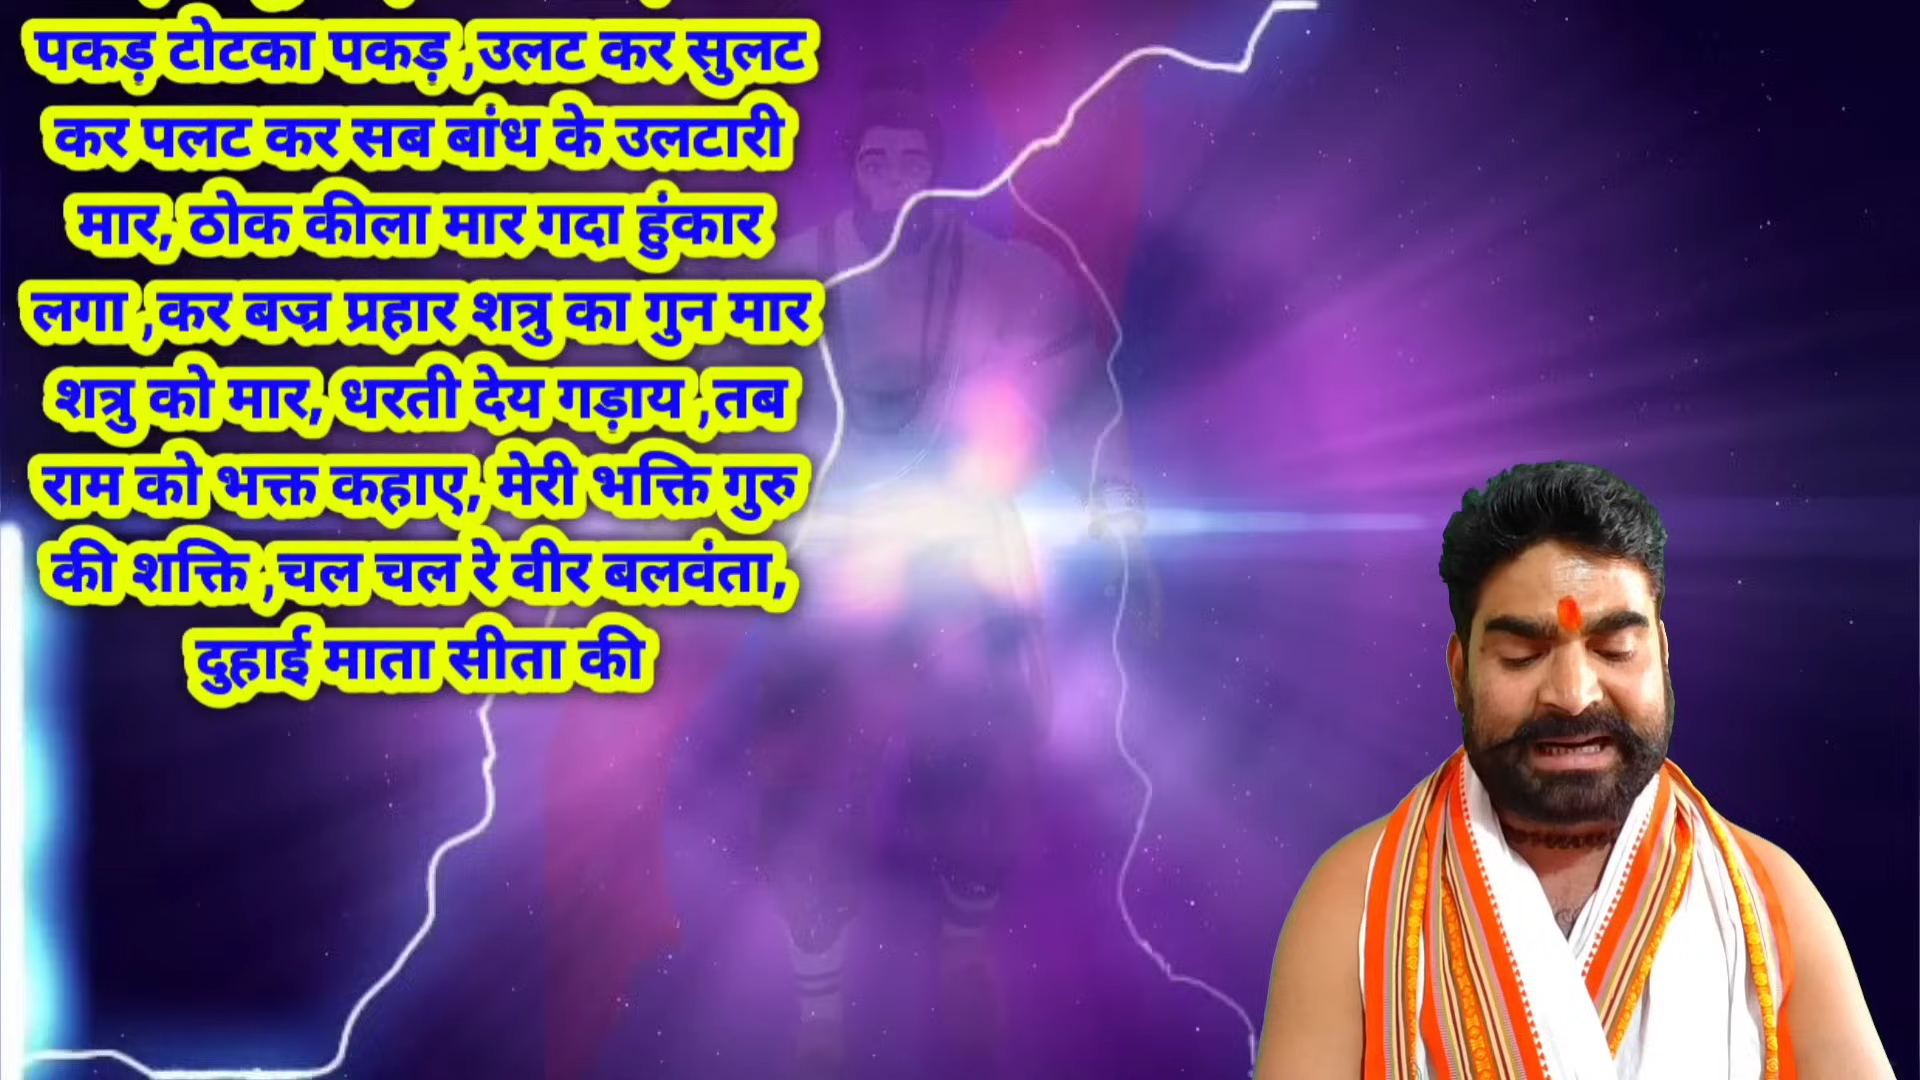 पकड़ टोटका पकड़ ,उलट कर सुलट
कर पलट कर सब बांध के उलटारी
मार, ठोक कीला मार गदा हुंकार
लगा ,कर बज्र प्रहार शत्रु का गुन मार
शत्रु को मार, धरती देय गड़ाय ,तब
राम को भक्त कहाए, मेरी भक्ति गुरु
की शक्ति ,चल चल रे वीर बलवंता,
दुहाई माता सीता की